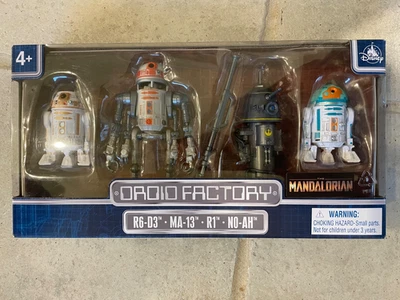 4+
Disney
DROID FACTORY
MANDALORIAN
R6-D3™ · MA-13™ · R1™ · NO-AH™
WARNING:
CHOKING HAZARD-Small parts.
Not for children under 3 years.